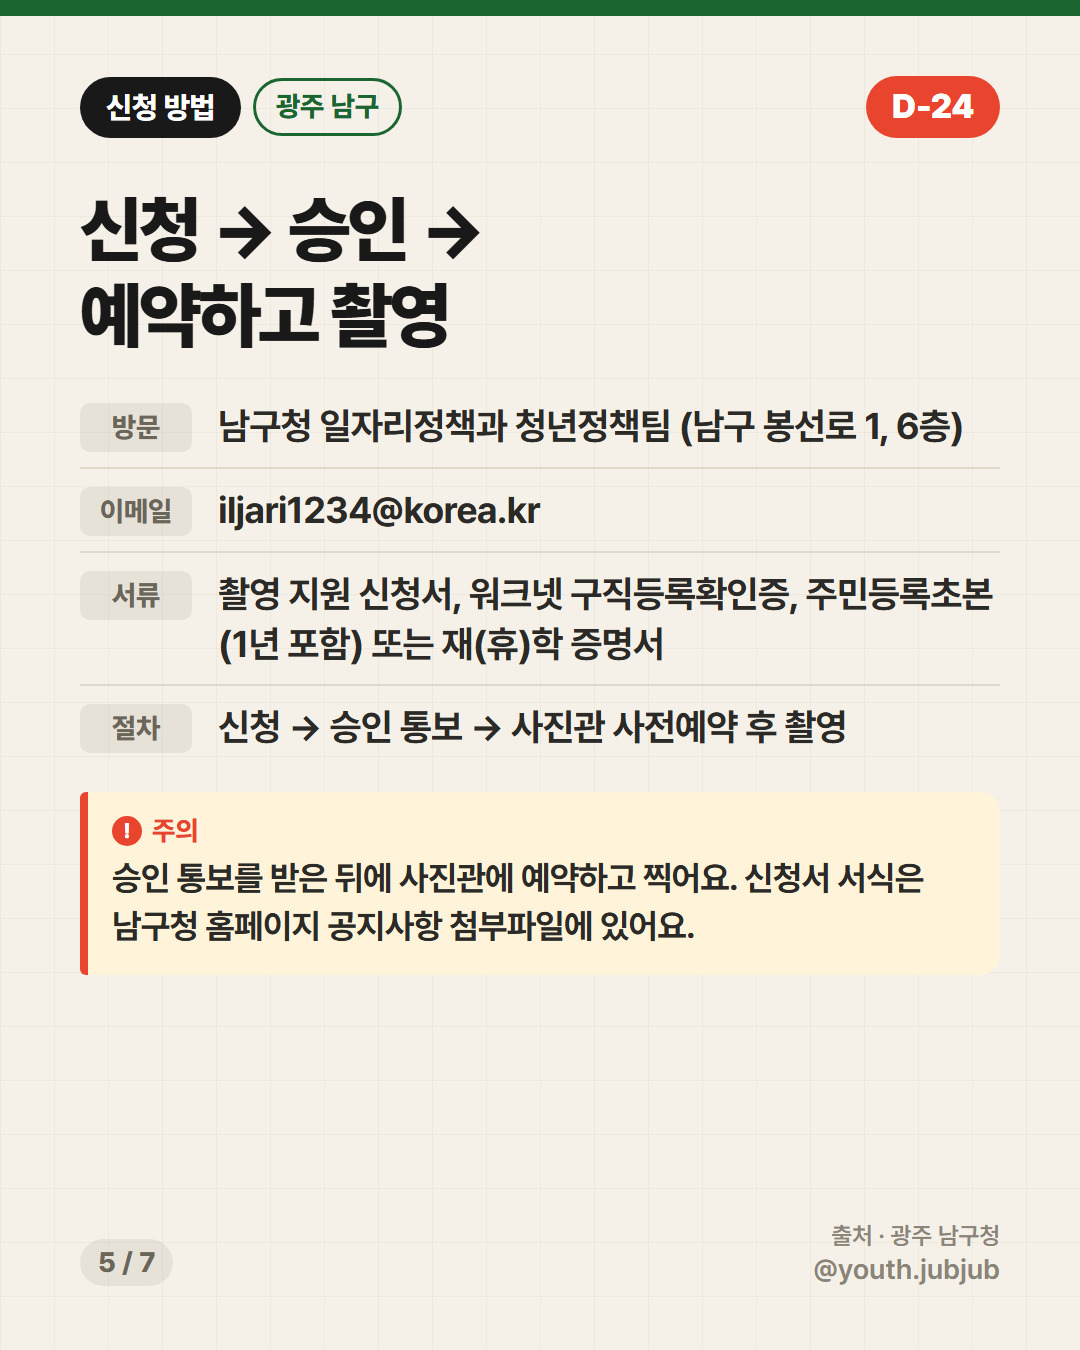 신청 방법
광주 남구
D-24
신청 → 승인 →
예약하고 촬영
방문
남구청 일자리정책과 청년정책팀 (남구 봉선로 1, 6층)
이메일
iljari1234@korea.kr
서류
촬영 지원 신청서, 워크넷 구직등록확인증, 주민등록초본
(1년 포함) 또는 재(휴)학 증명서
절차
신청 → 승인 통보 → 사진관 사전예약 후 촬영
! 주의
승인 통보를 받은 뒤에 사진관에 예약하고 찍어요. 신청서 서식은
남구청 홈페이지 공지사항 첨부파일에 있어요.
5 / 7
출처 · 광주 남구청
@youth.jubjub